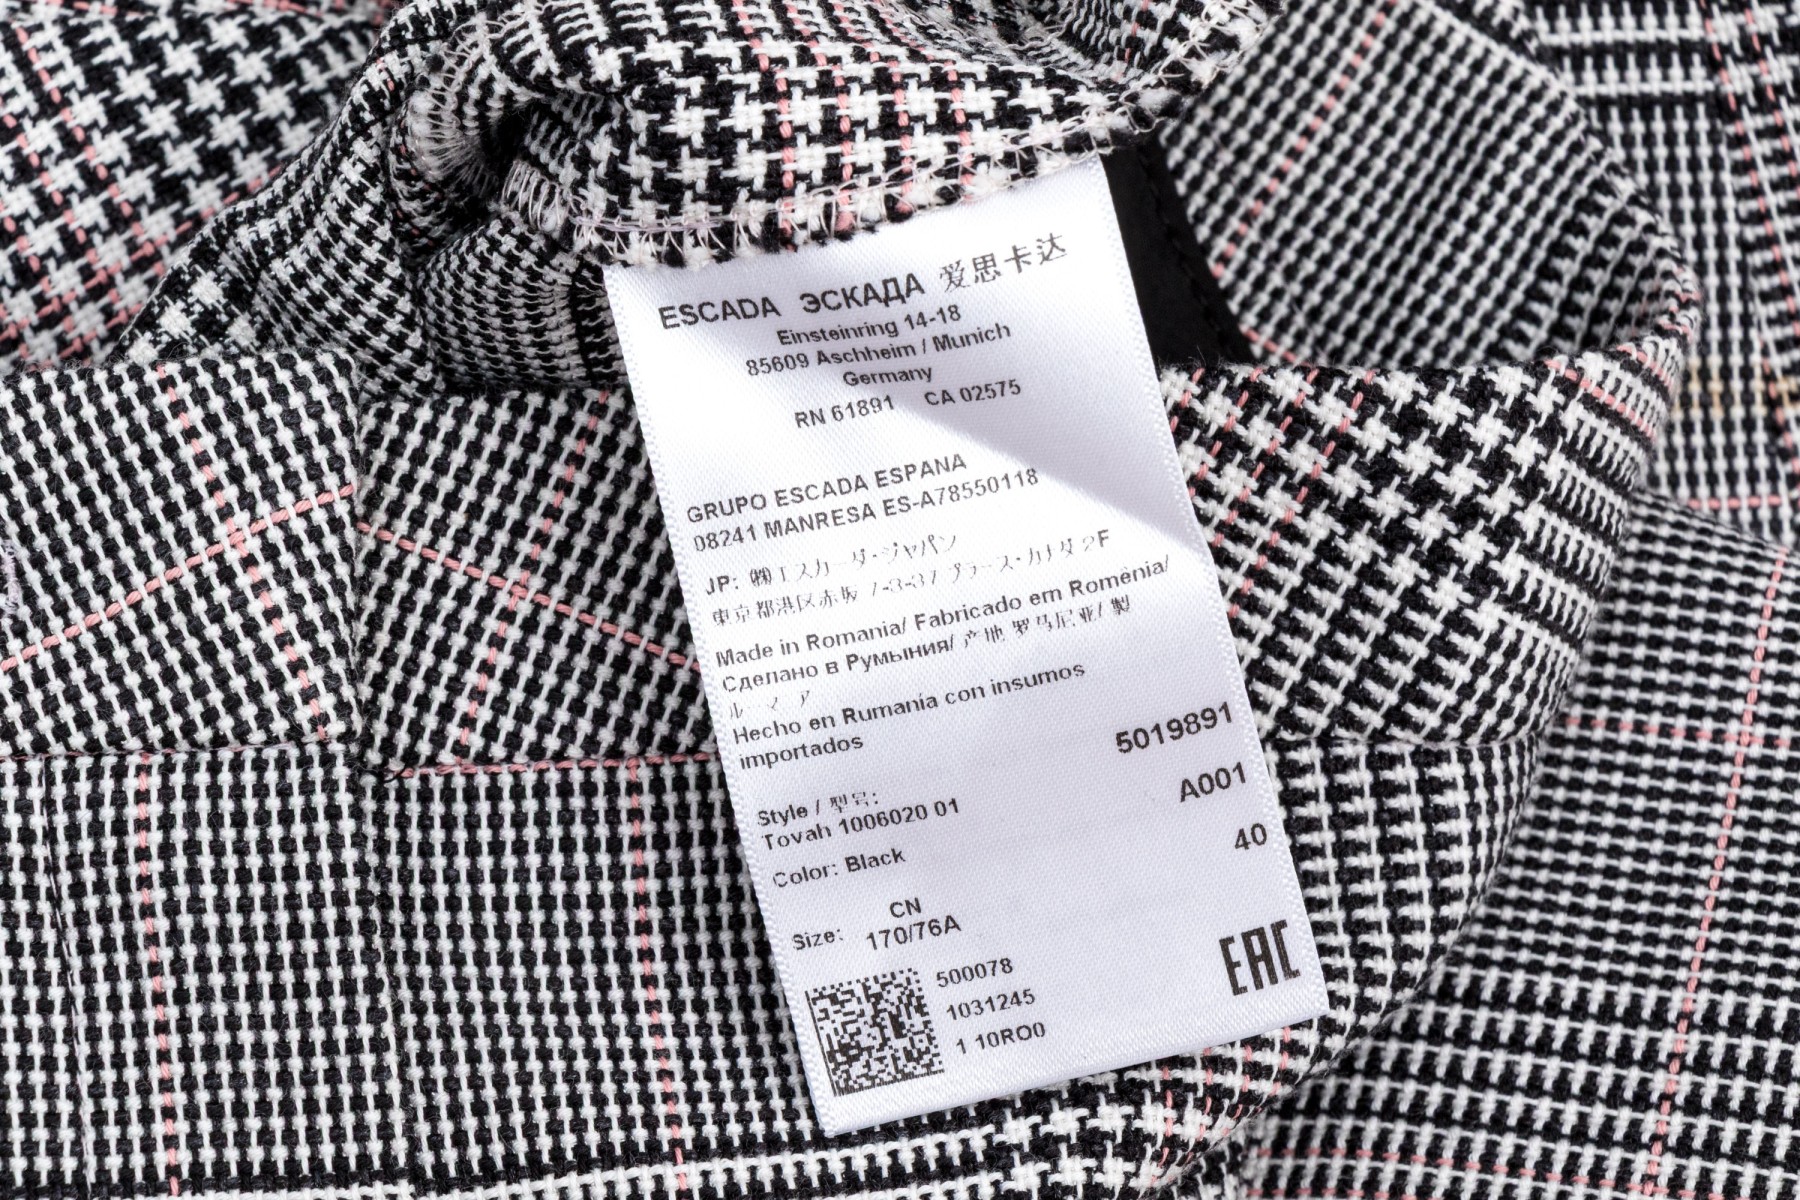 ESCADA ЭСКАДА 爱思卡达
Einsteinring 14-18
85609 Aschheim / Munich
Germany
RN 61891 CA 02575
GRUPO ESCADA ESPANA
08241 MANRESA ES-A78550118
JP: ㈱エスカーダ・ジャパン
東京都港区赤坂 7-3-37 プラース・カナダ2F
Made in Romania/ Fabricado em Romênia/
Сделано в Румыния/ 产地 罗马尼亚/ 製
ルーマア
Hecho en Rumanía con insumos
importados
5019891
Style / 型号:
Tovah 1006020 01
A001
Color: Black
40
CN
Size: 170/76A
500078
1031245
1 10RO0
EAC